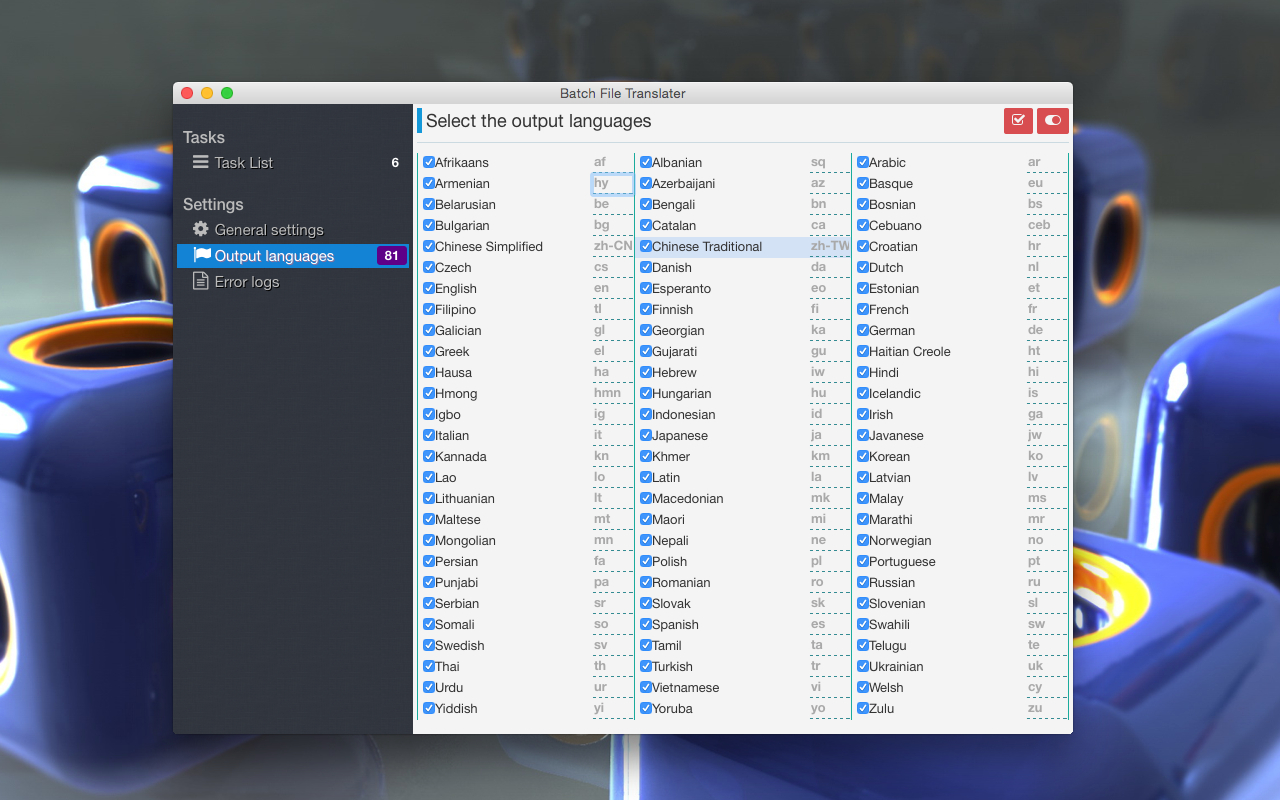 Batch File Translater
Tasks
Task List 6
Settings
General settings
Output languages 81
Error logs
Select the output languages
Afrikaans af Albanian sq Arabic ar
Armenian hy Azerbaijani az Basque eu
Belarusian be Bengali bn Bosnian bs
Bulgarian bg Catalan ca Cebuano ceb
Chinese Simplified zh-CN Chinese Traditional zh-TW Croatian hr
Czech cs Danish da Dutch nl
English en Esperanto eo Estonian et
Filipino tl Finnish fi French fr
Galician gl Georgian ka German de
Greek el Gujarati gu Haitian Creole ht
Hausa ha Hebrew iw Hindi hi
Hmong hmn Hungarian hu Icelandic is
Igbo ig Indonesian id Irish ga
Italian it Japanese ja Javanese jw
Kannada kn Khmer km Korean ko
Lao lo Latin la Latvian lv
Lithuanian lt Macedonian mk Malay ms
Maltese mt Maori mi Marathi mr
Mongolian mn Nepali ne Norwegian no
Persian fa Polish pl Portuguese pt
Punjabi pa Romanian ro Russian ru
Serbian sr Slovak sk Slovenian sl
Somali so Spanish es Swahili sw
Swedish sv Tamil ta Telugu te
Thai th Turkish tr Ukrainian uk
Urdu ur Vietnamese vi Welsh cy
Yiddish yi Yoruba yo Zulu zu